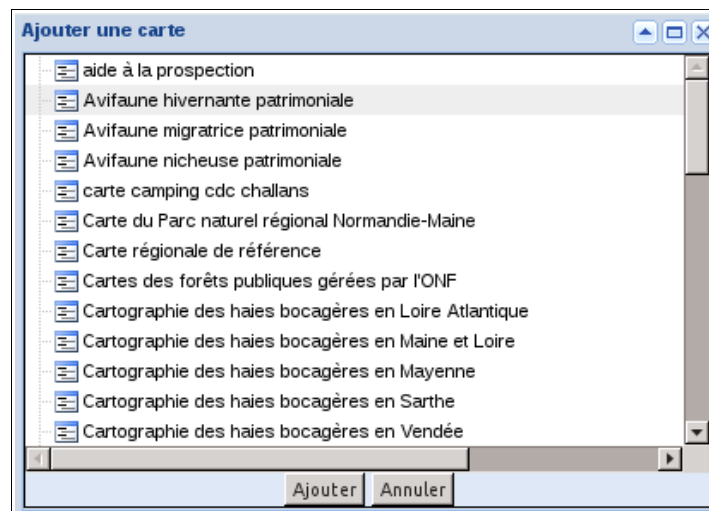 Ajouter une carte
aide à la prospection
Avifaune hivernante patrimoniale
Avifaune migratrice patrimoniale
Avifaune nicheuse patrimoniale
carte camping cdc challans
Carte du Parc naturel régional Normandie-Maine
Carte régionale de référence
Cartes des forêts publiques gérées par l'ONF
Cartographie des haies bocagères en Loire Atlantique
Cartographie des haies bocagères en Maine et Loire
Cartographie des haies bocagères en Mayenne
Cartographie des haies bocagères en Sarthe
Cartographie des haies bocagères en Vendée
Ajouter Annuler